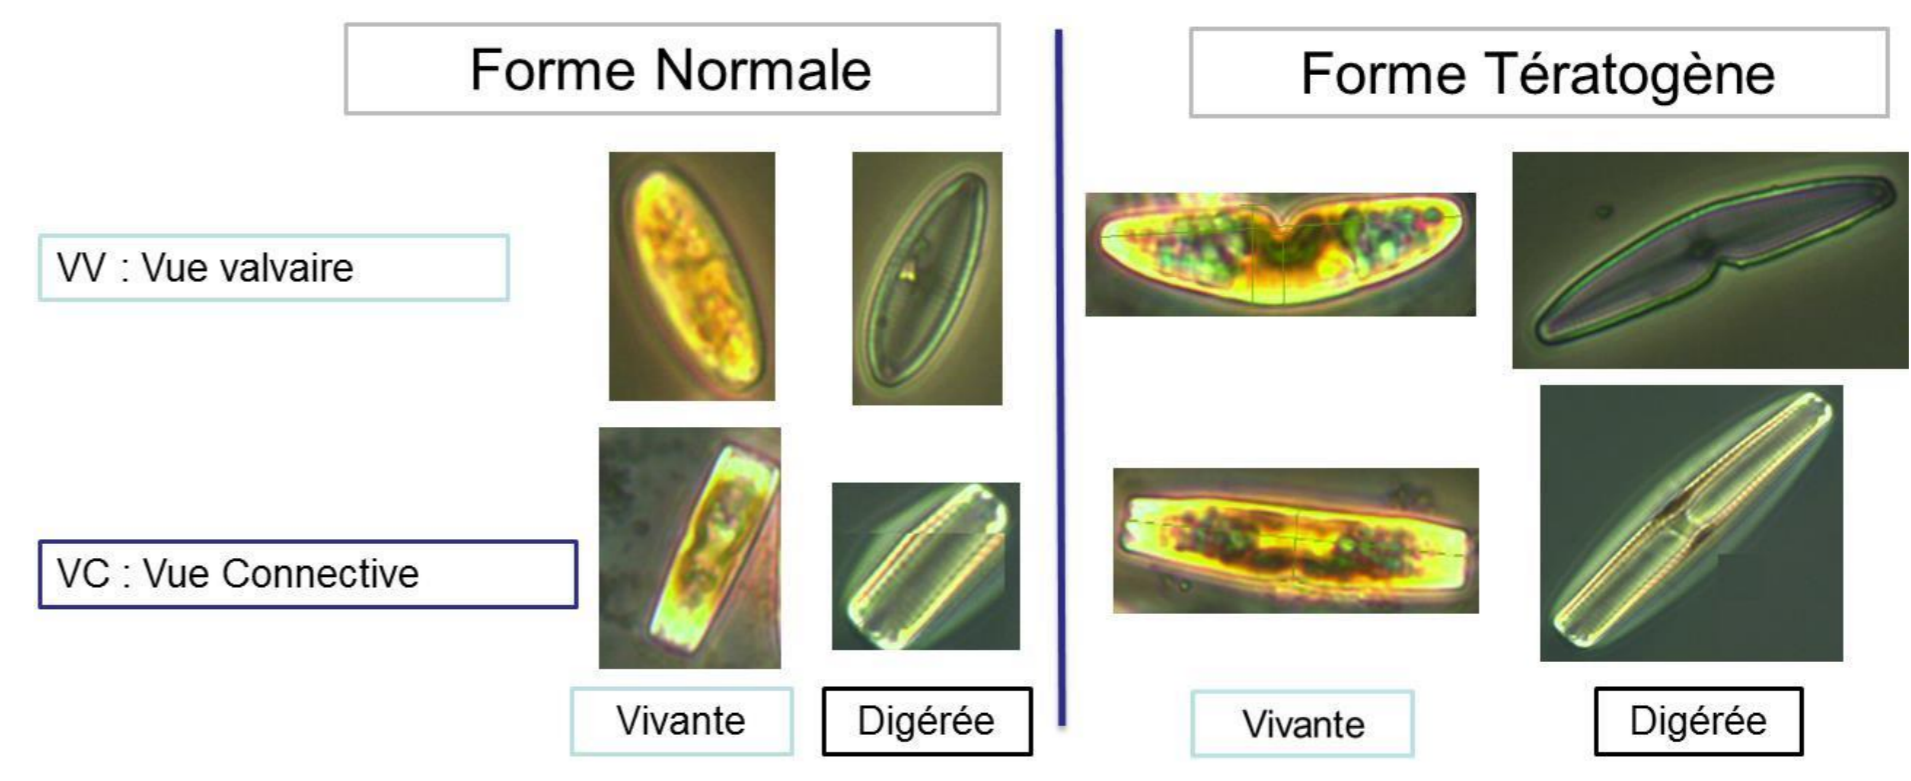 Forme Normale
Forme Tératogène
VV : Vue valvaire
VC : Vue Connective
Vivante
Digérée
Vivante
Digérée